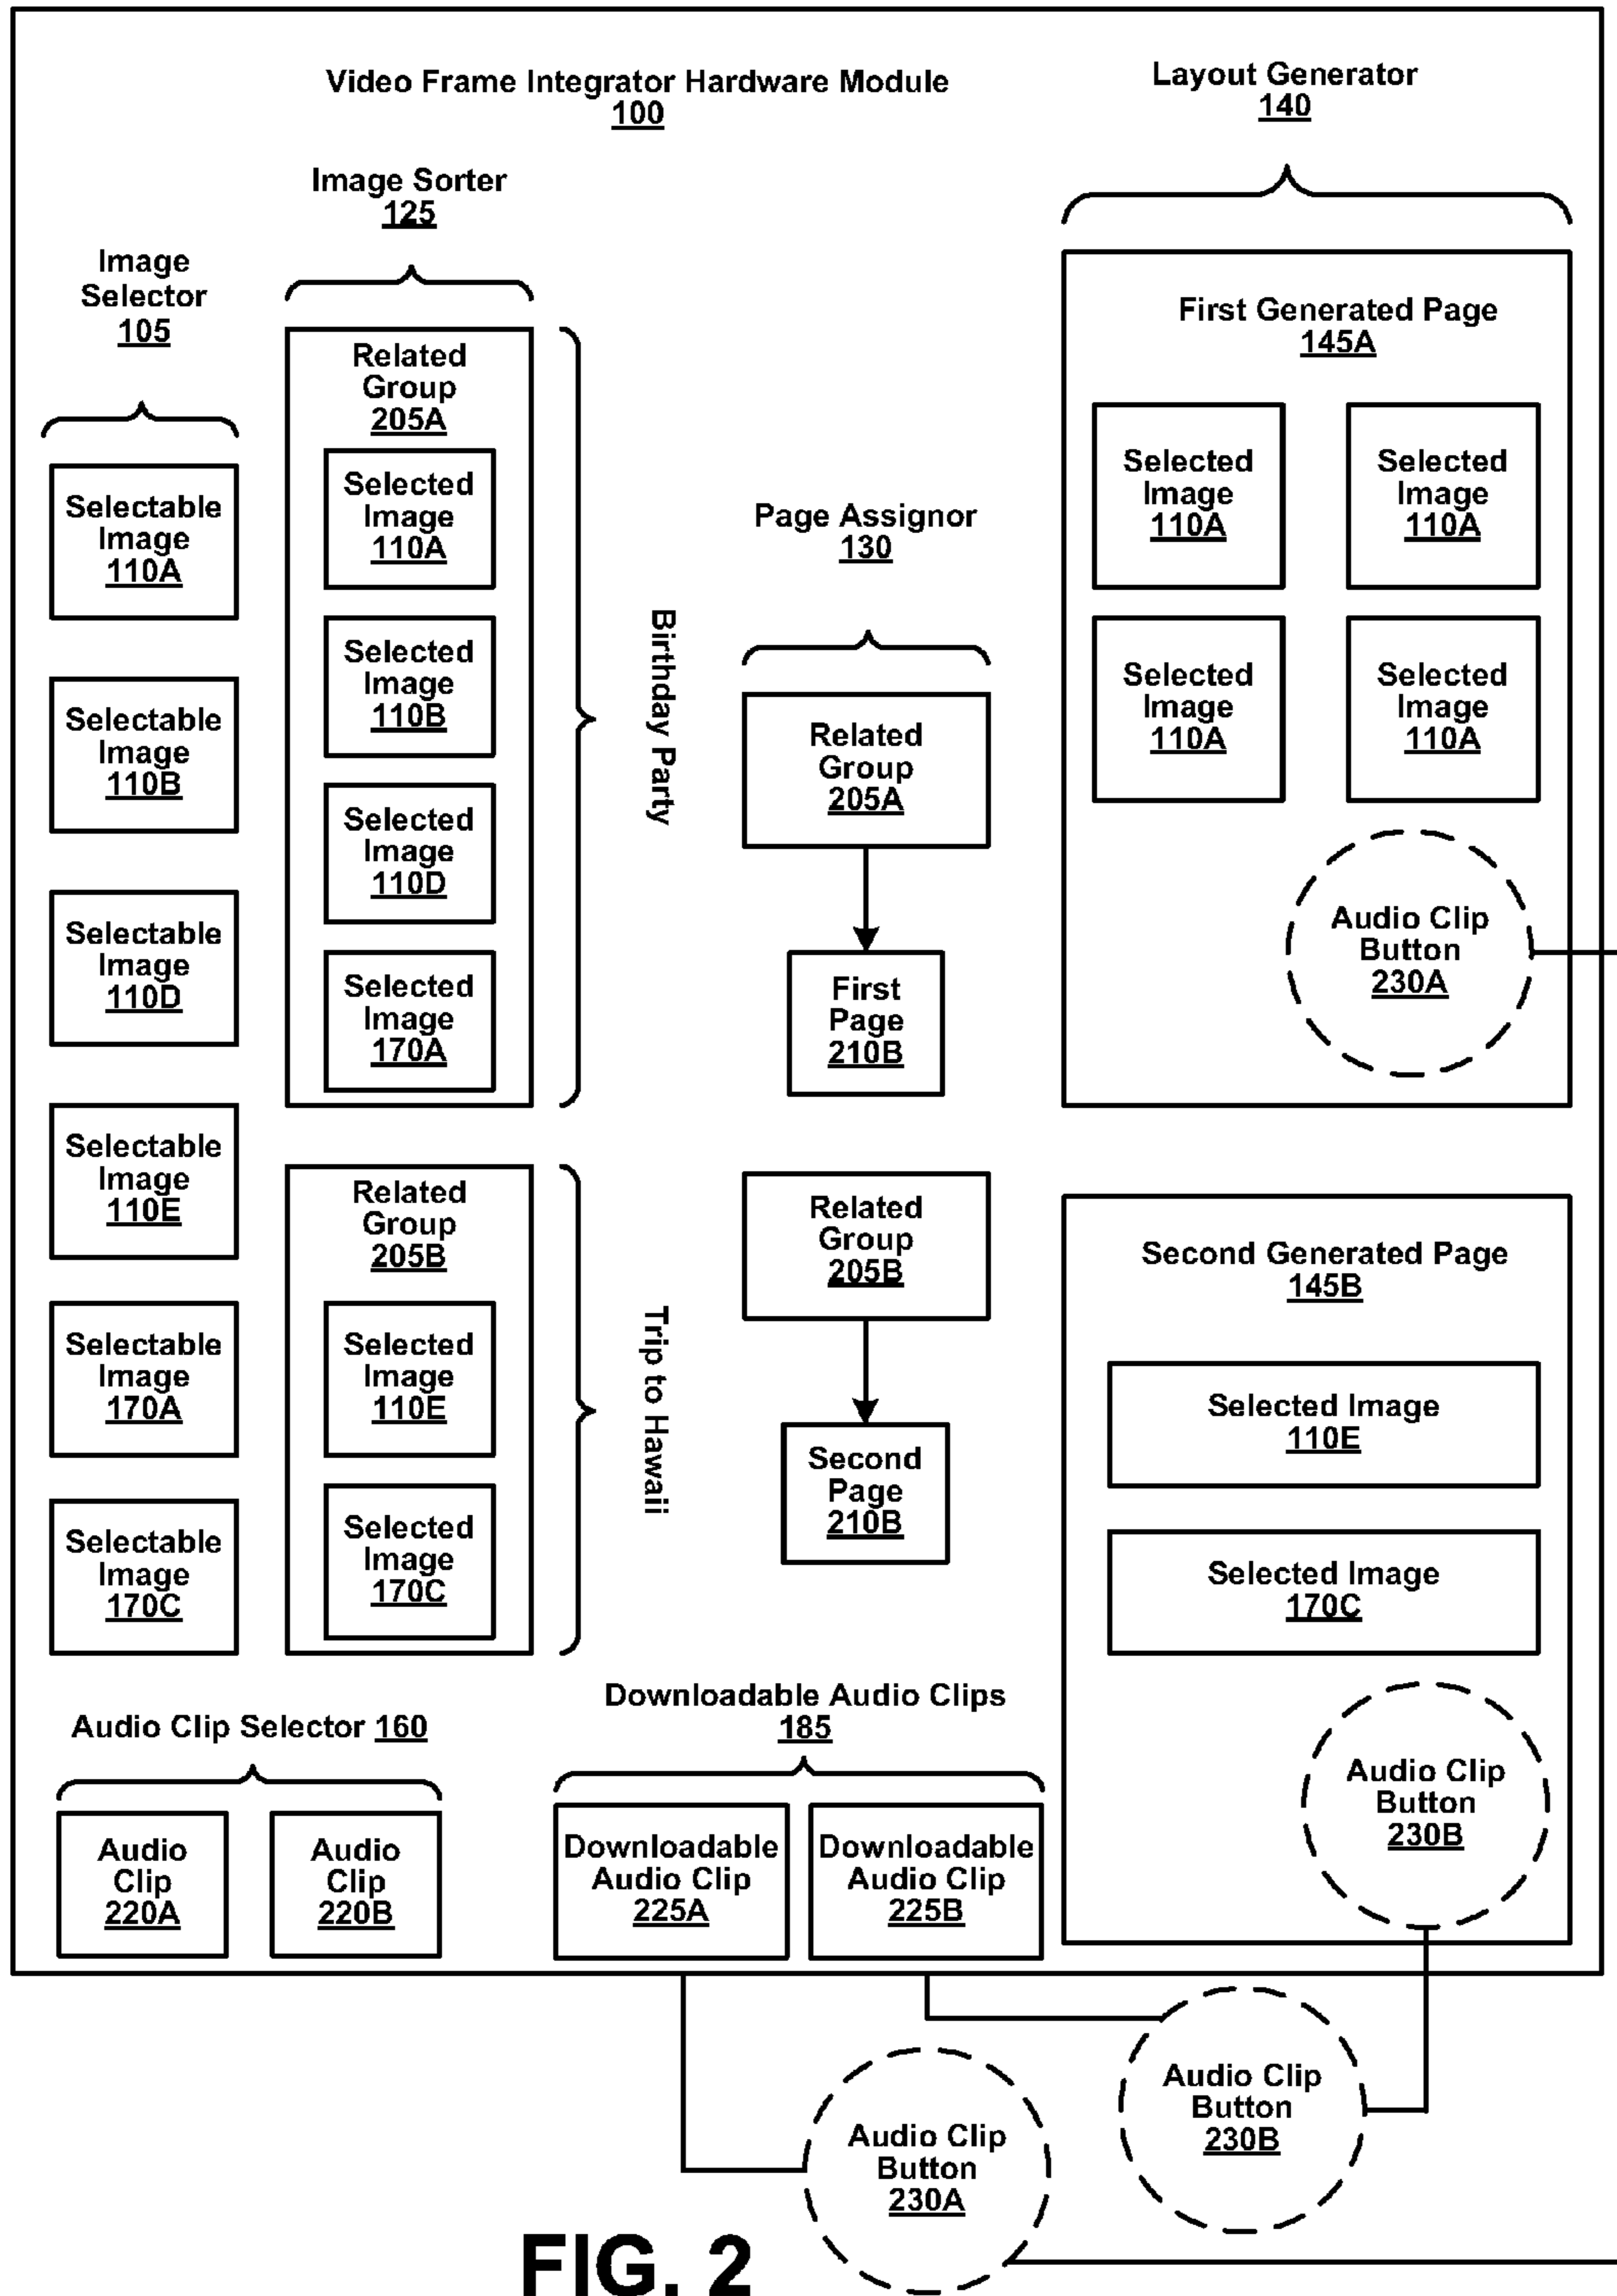 Video Frame Integrator Hardware Module
100
Layout Generator
140
Image Sorter
125
Image
Selector
105
Selectable
Image
110A
Selectable
Image
110B
Selectable
Image
110D
Selectable
Image
110E
Selectable
Image
170A
Selectable
Image
170C
Related
Group
205A
Selected
Image
110A
Selected
Image
110B
Selected
Image
110D
Selected
Image
170A
Birthday Party
Related
Group
205B
Selected
Image
110E
Selected
Image
170C
Trip to Hawaii
Page Assignor
130
Related
Group
205A
First
Page
210B
Related
Group
205B
Second
Page
210B
First Generated Page
145A
Selected
Image
110A
Selected
Image
110A
Selected
Image
110A
Selected
Image
110A
Audio Clip
Button
230A
Second Generated Page
145B
Selected Image
110E
Selected Image
170C
Audio Clip
Button
230B
Audio Clip Selector 160
Audio
Clip
220A
Audio
Clip
220B
Downloadable Audio Clips
185
Downloadable
Audio Clip
225A
Downloadable
Audio Clip
225B
Audio Clip
Button
230B
Audio Clip
Button
230A
FIG. 2